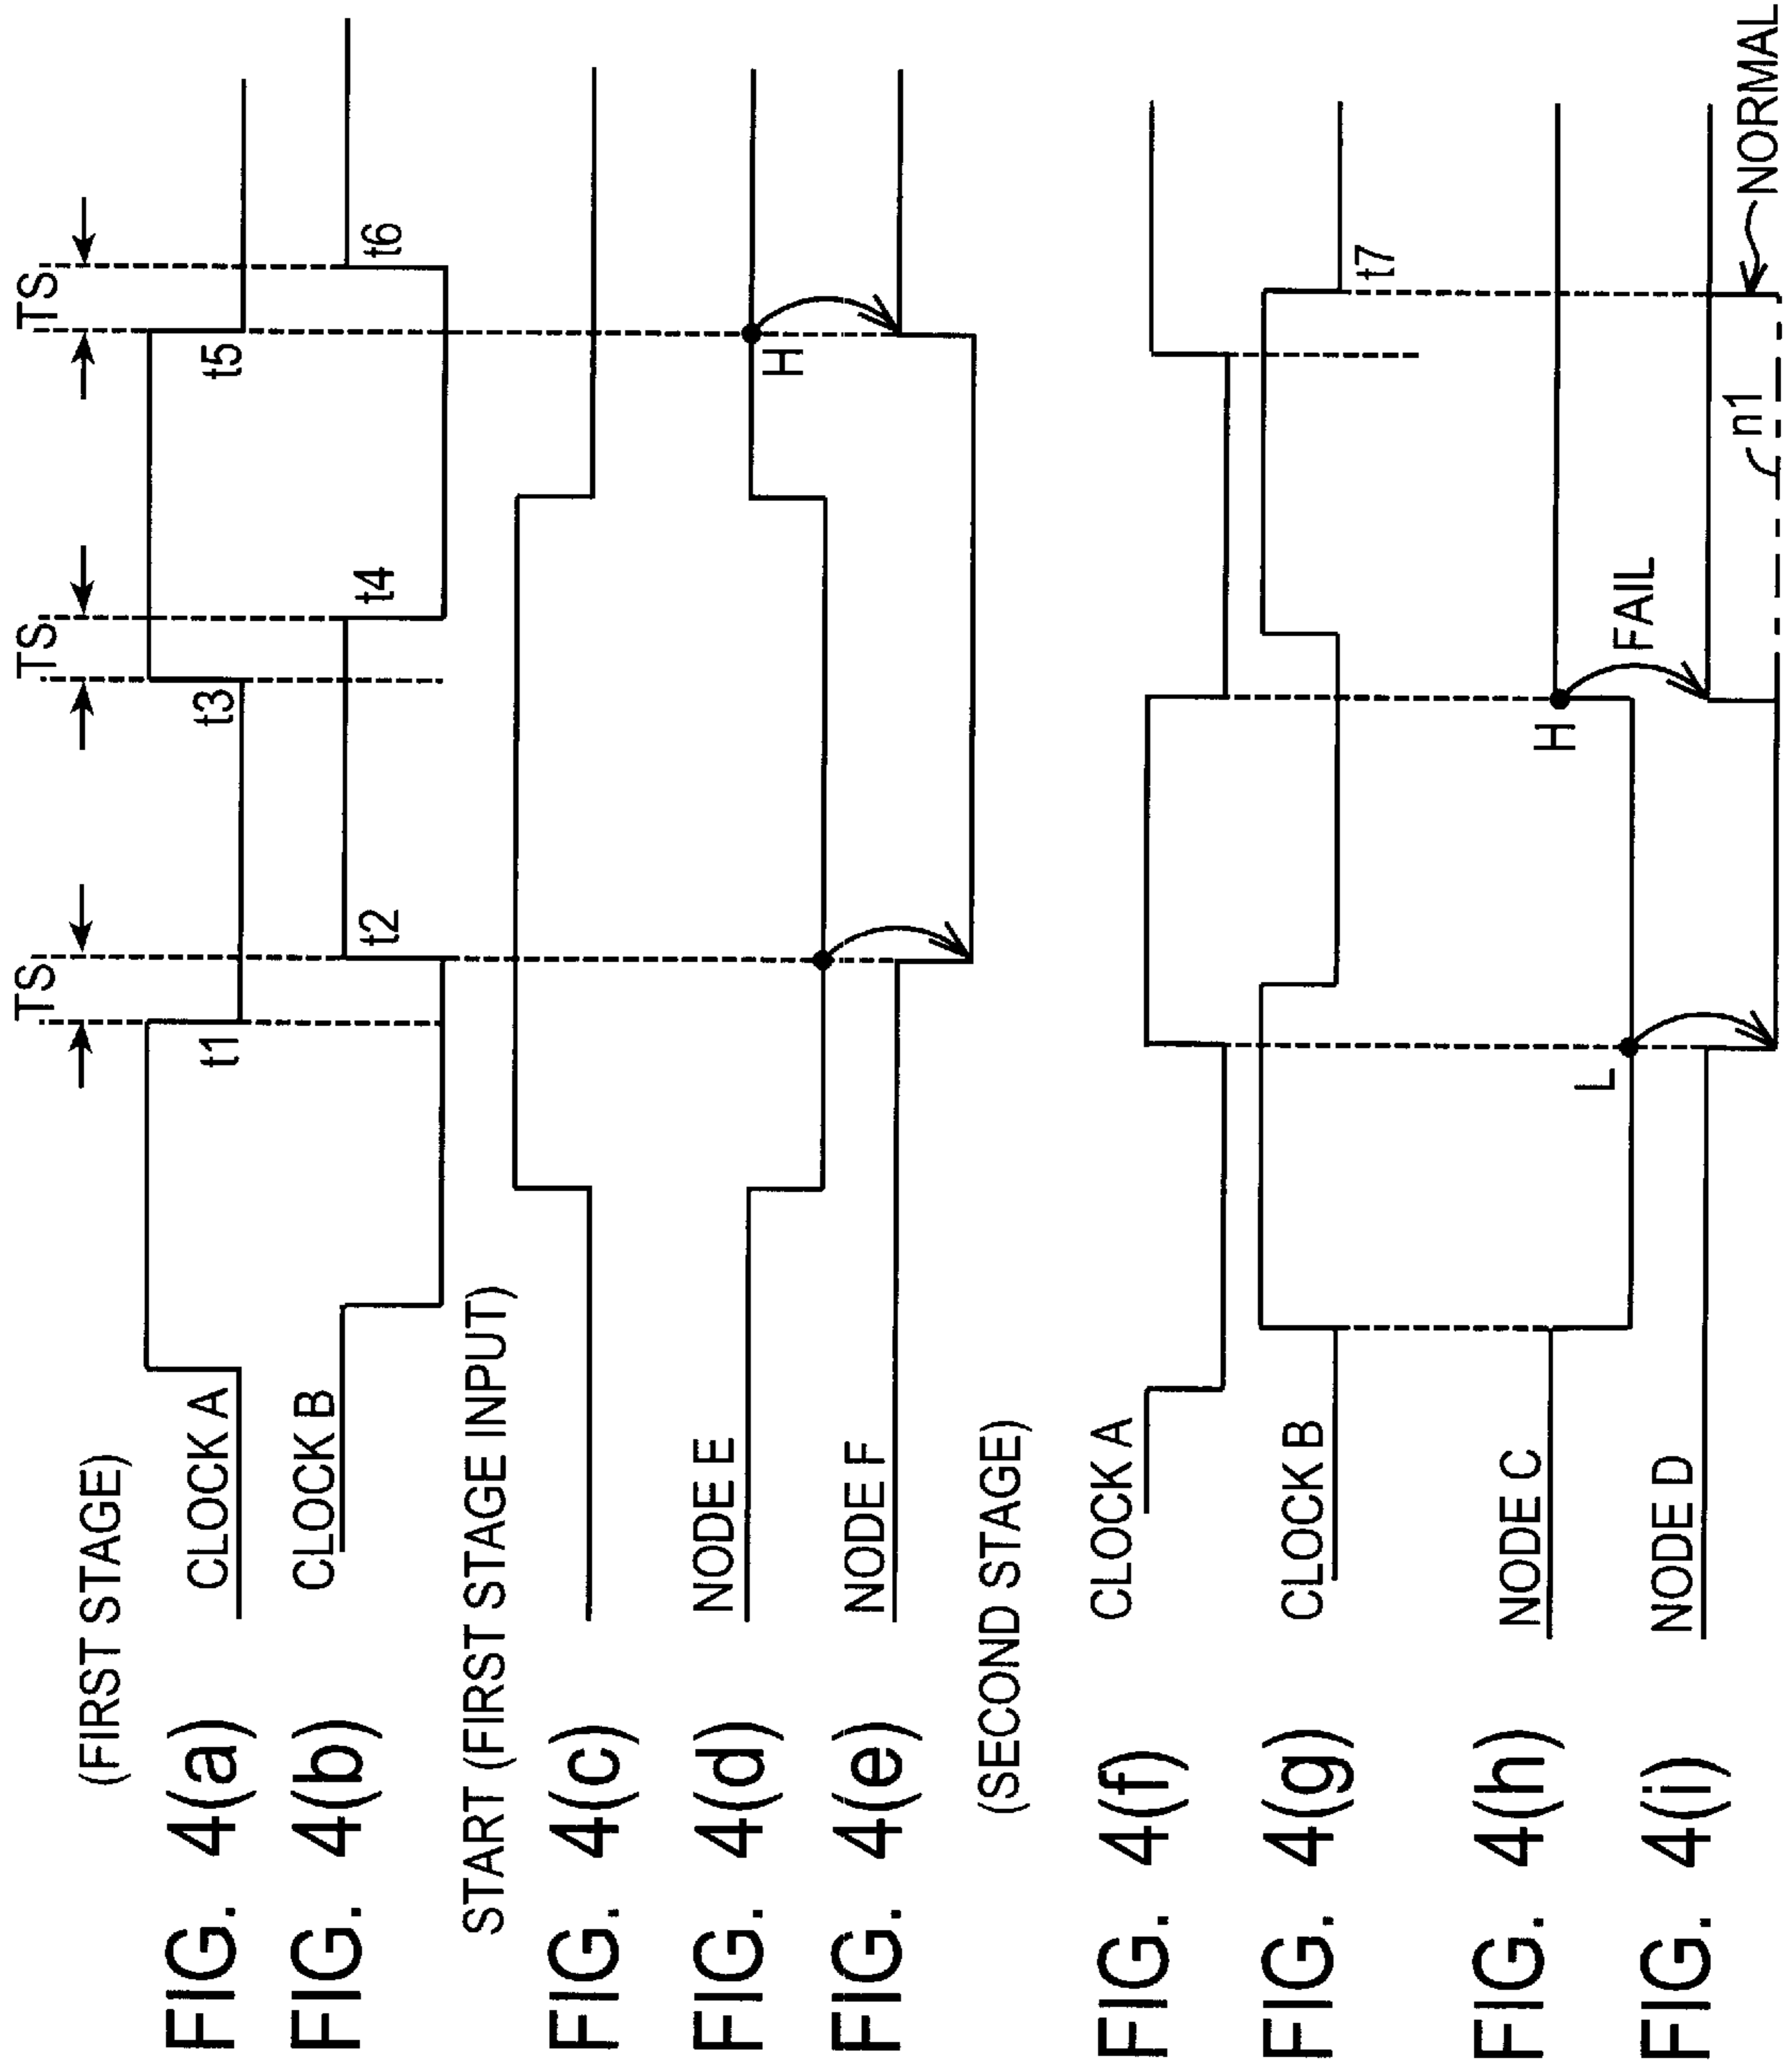 TS
TS
TS
(FIRST STAGE)
FIG. 4(a)
CLOCK A
t1
t3
t5
FIG. 4(b)
CLOCK B
t2
t4
t6
START (FIRST STAGE INPUT)
FIG. 4(c)
FIG. 4(d)
NODE E
H
FIG. 4(e)
NODE F
(SECOND STAGE)
FIG. 4(f)
CLOCK A
FIG. 4(g)
CLOCK B
t7
FIG. 4(h)
NODE C
L
H
FAIL
FIG. 4(i)
NODE D
n1
NORMAL